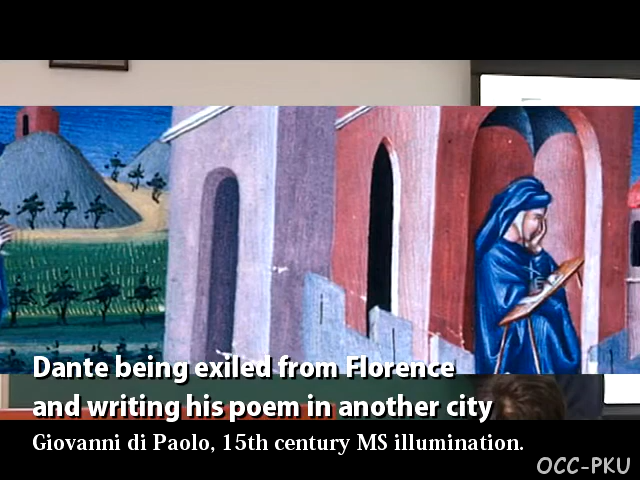 Dante being exiled from Florence
and writing his poem in another city
Giovanni di Paolo, 15th century MS illumination.
OCC-PKU